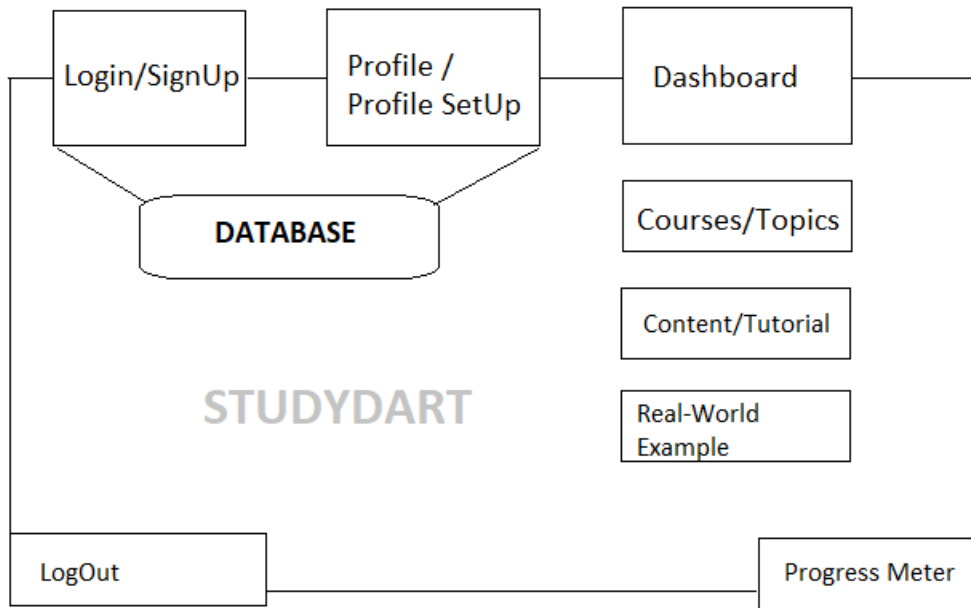 Login/SignUp
Profile /
Profile SetUp
Dashboard
DATABASE
Courses/Topics
Content/Tutorial
STUDYDART
Real-World
Example
LogOut
Progress Meter